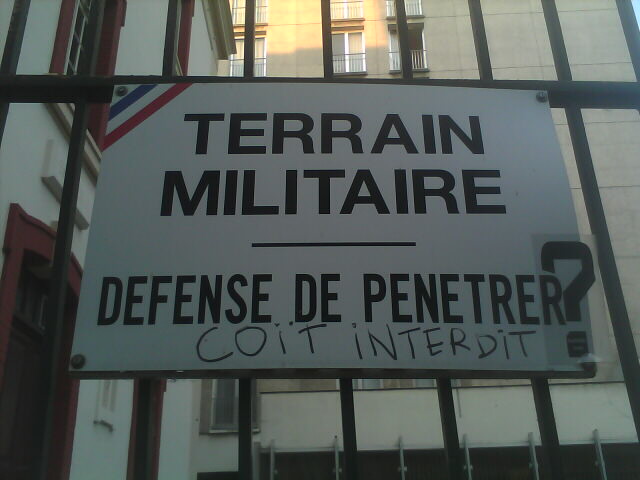 TERRAIN
MILITAIRE
DEFENSE DE PENETRER?
COÏT INTERDIT